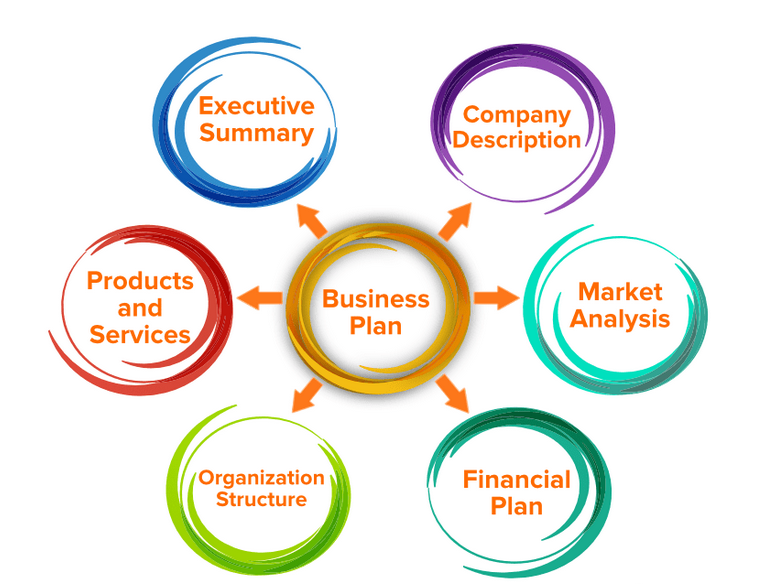 Executive
Summary
Company
Description
Products
and
Services
Business
Plan
Market
Analysis
Organization
Structure
Financial
Plan